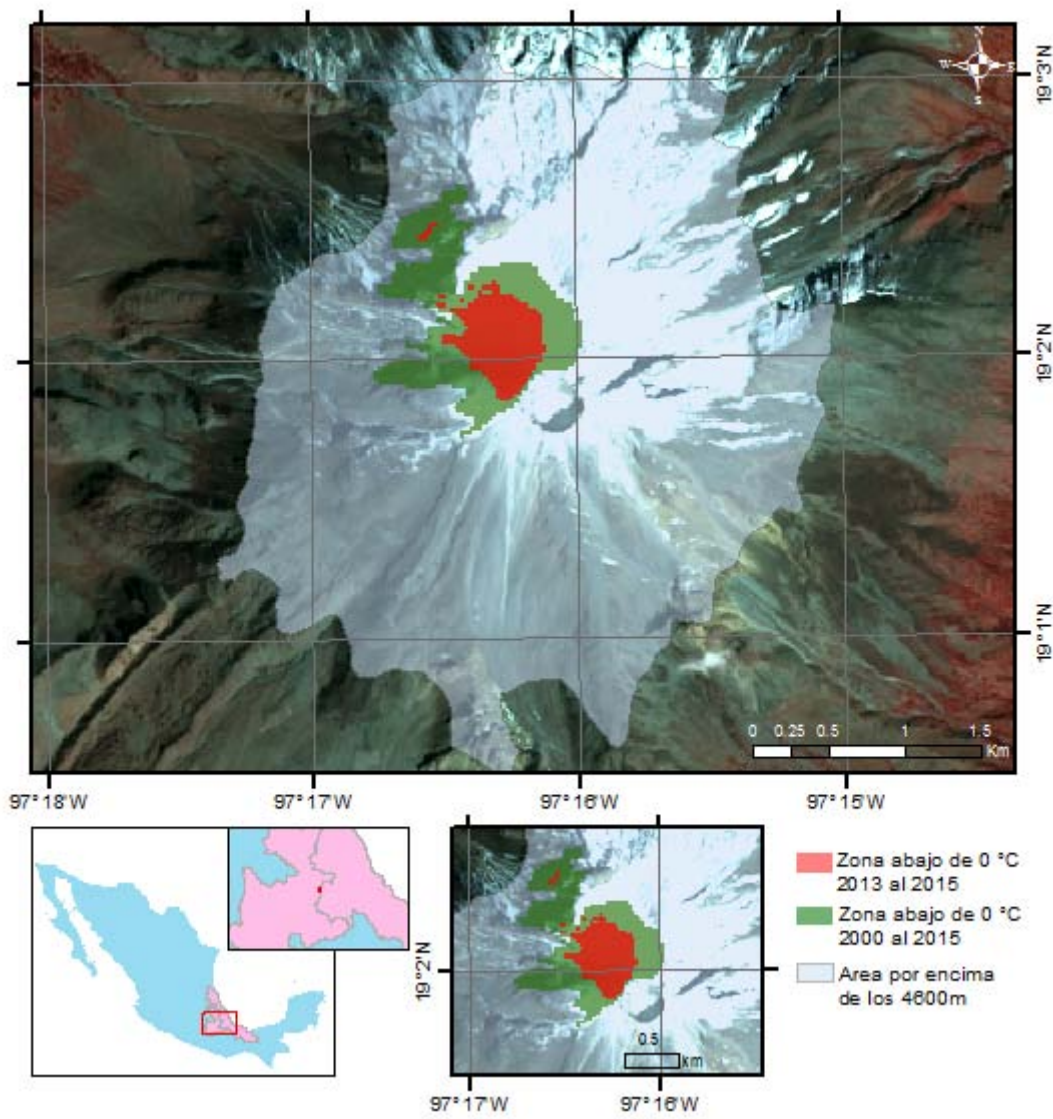 N
W E
S
19°3'N
19°2'N
19°1'N
0 0.25 0.5 1 1.5
Km
97°18'W 97°17'W 97°16'W 97°15'W
19°2'N
0.5
km
97°17'W 97°16'W
Zona abajo de 0 °C
2013 al 2015
Zona abajo de 0 °C
2000 al 2015
Area por encima
de los 4600m